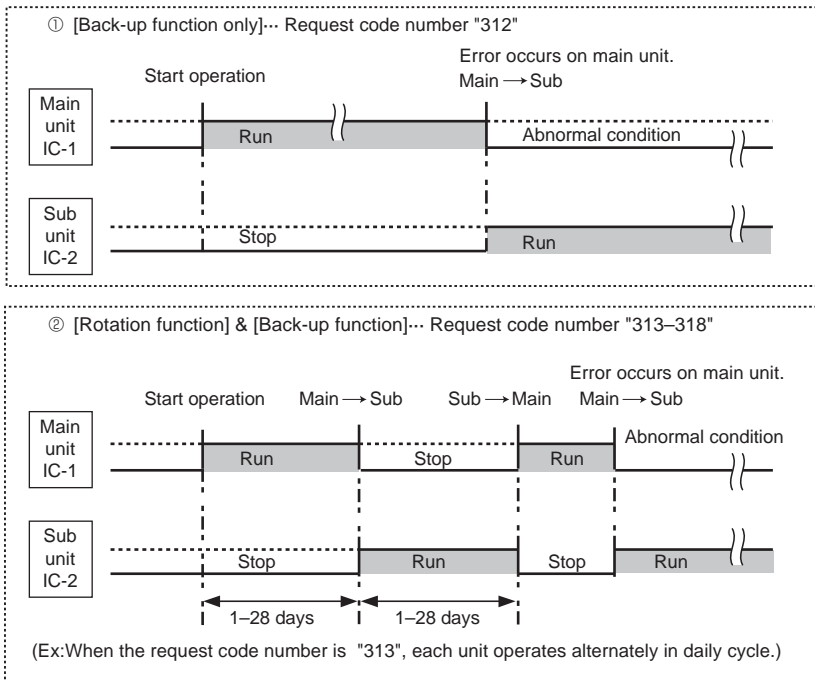 ① [Back-up function only]··· Request code number "312"
Error occurs on main unit.
Start operation
Main → Sub
Main
unit
IC-1
Run
Abnormal condition
Sub
unit
IC-2
Stop
Run
② [Rotation function] & [Back-up function]··· Request code number "313–318"
Error occurs on main unit.
Start operation Main → Sub Sub → Main Main → Sub
Main
unit
IC-1
Run Stop Run Abnormal condition
Sub
unit
IC-2
Stop Run Stop Run
1–28 days 1–28 days
(Ex:When the request code number is "313", each unit operates alternately in daily cycle.)